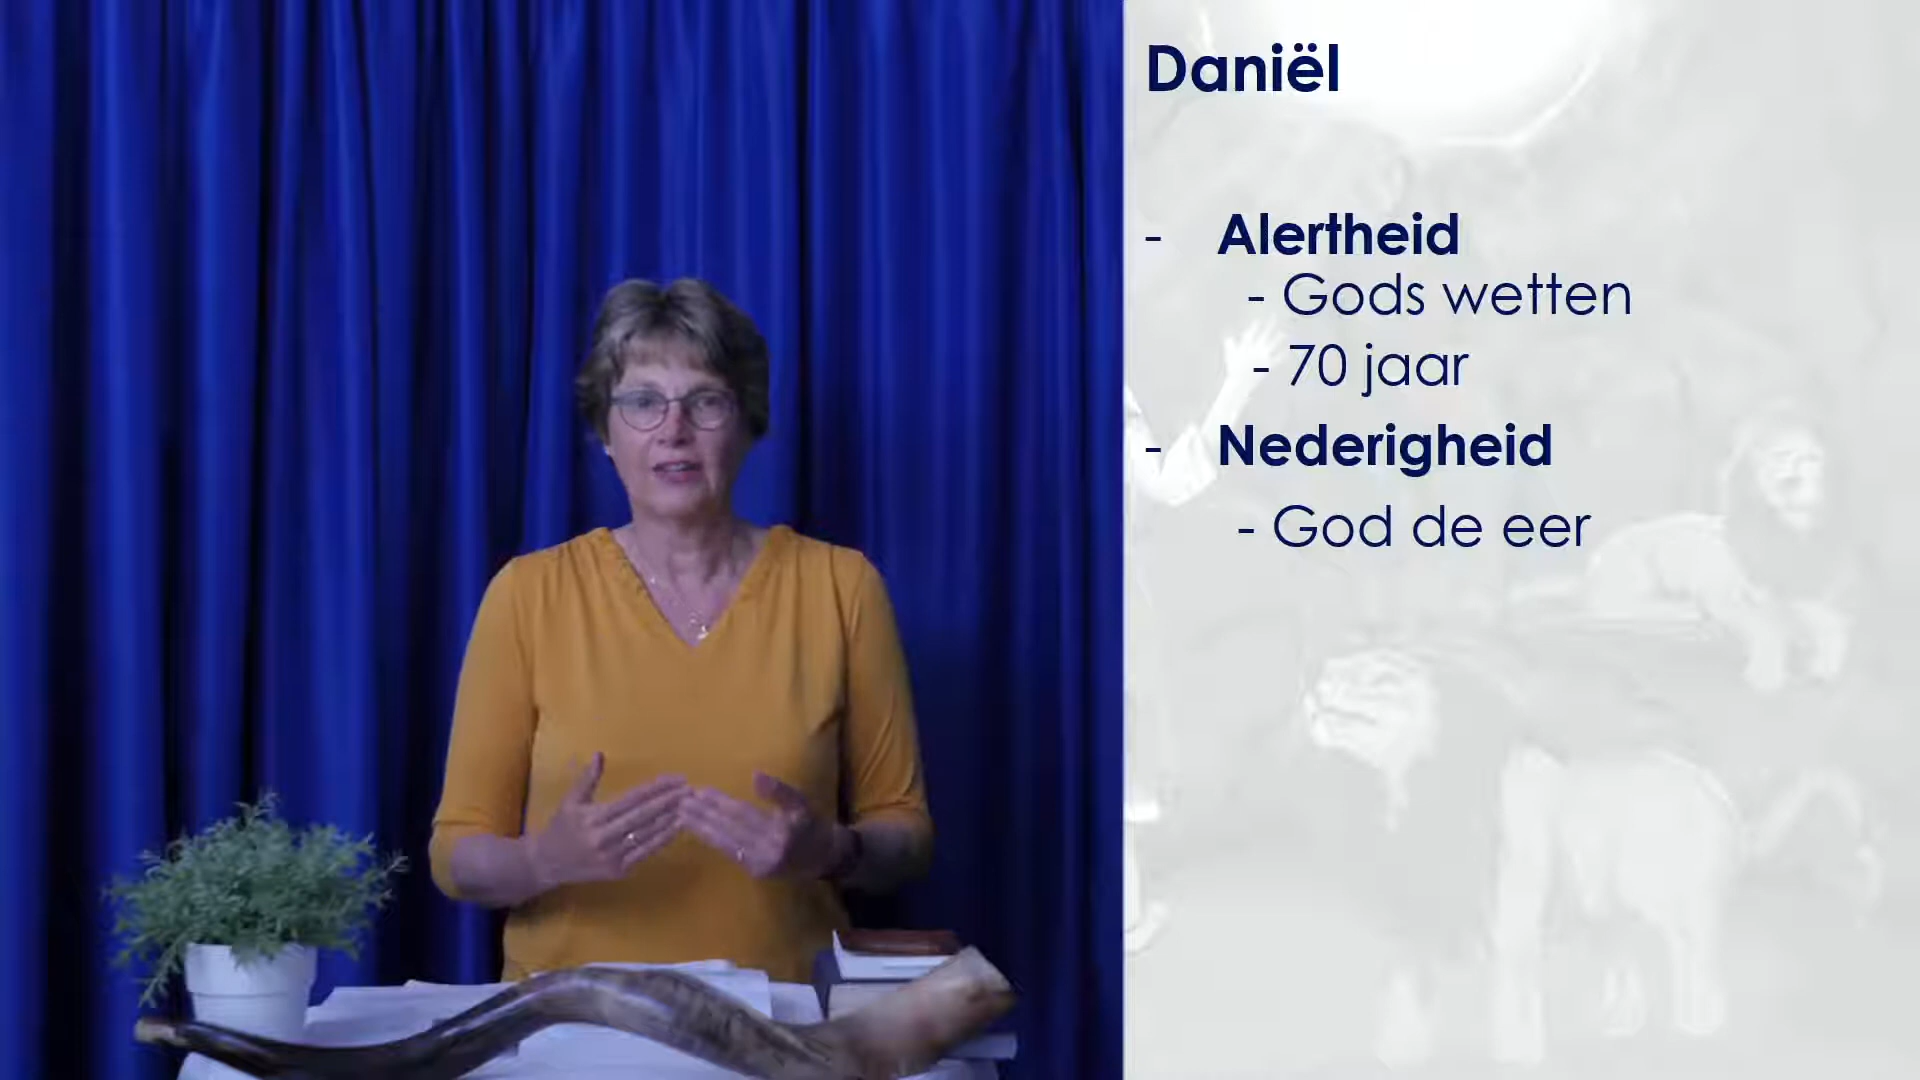 Daniël
- Alertheid
- Gods wetten
- 70 jaar
- Nederigheid
- God de eer